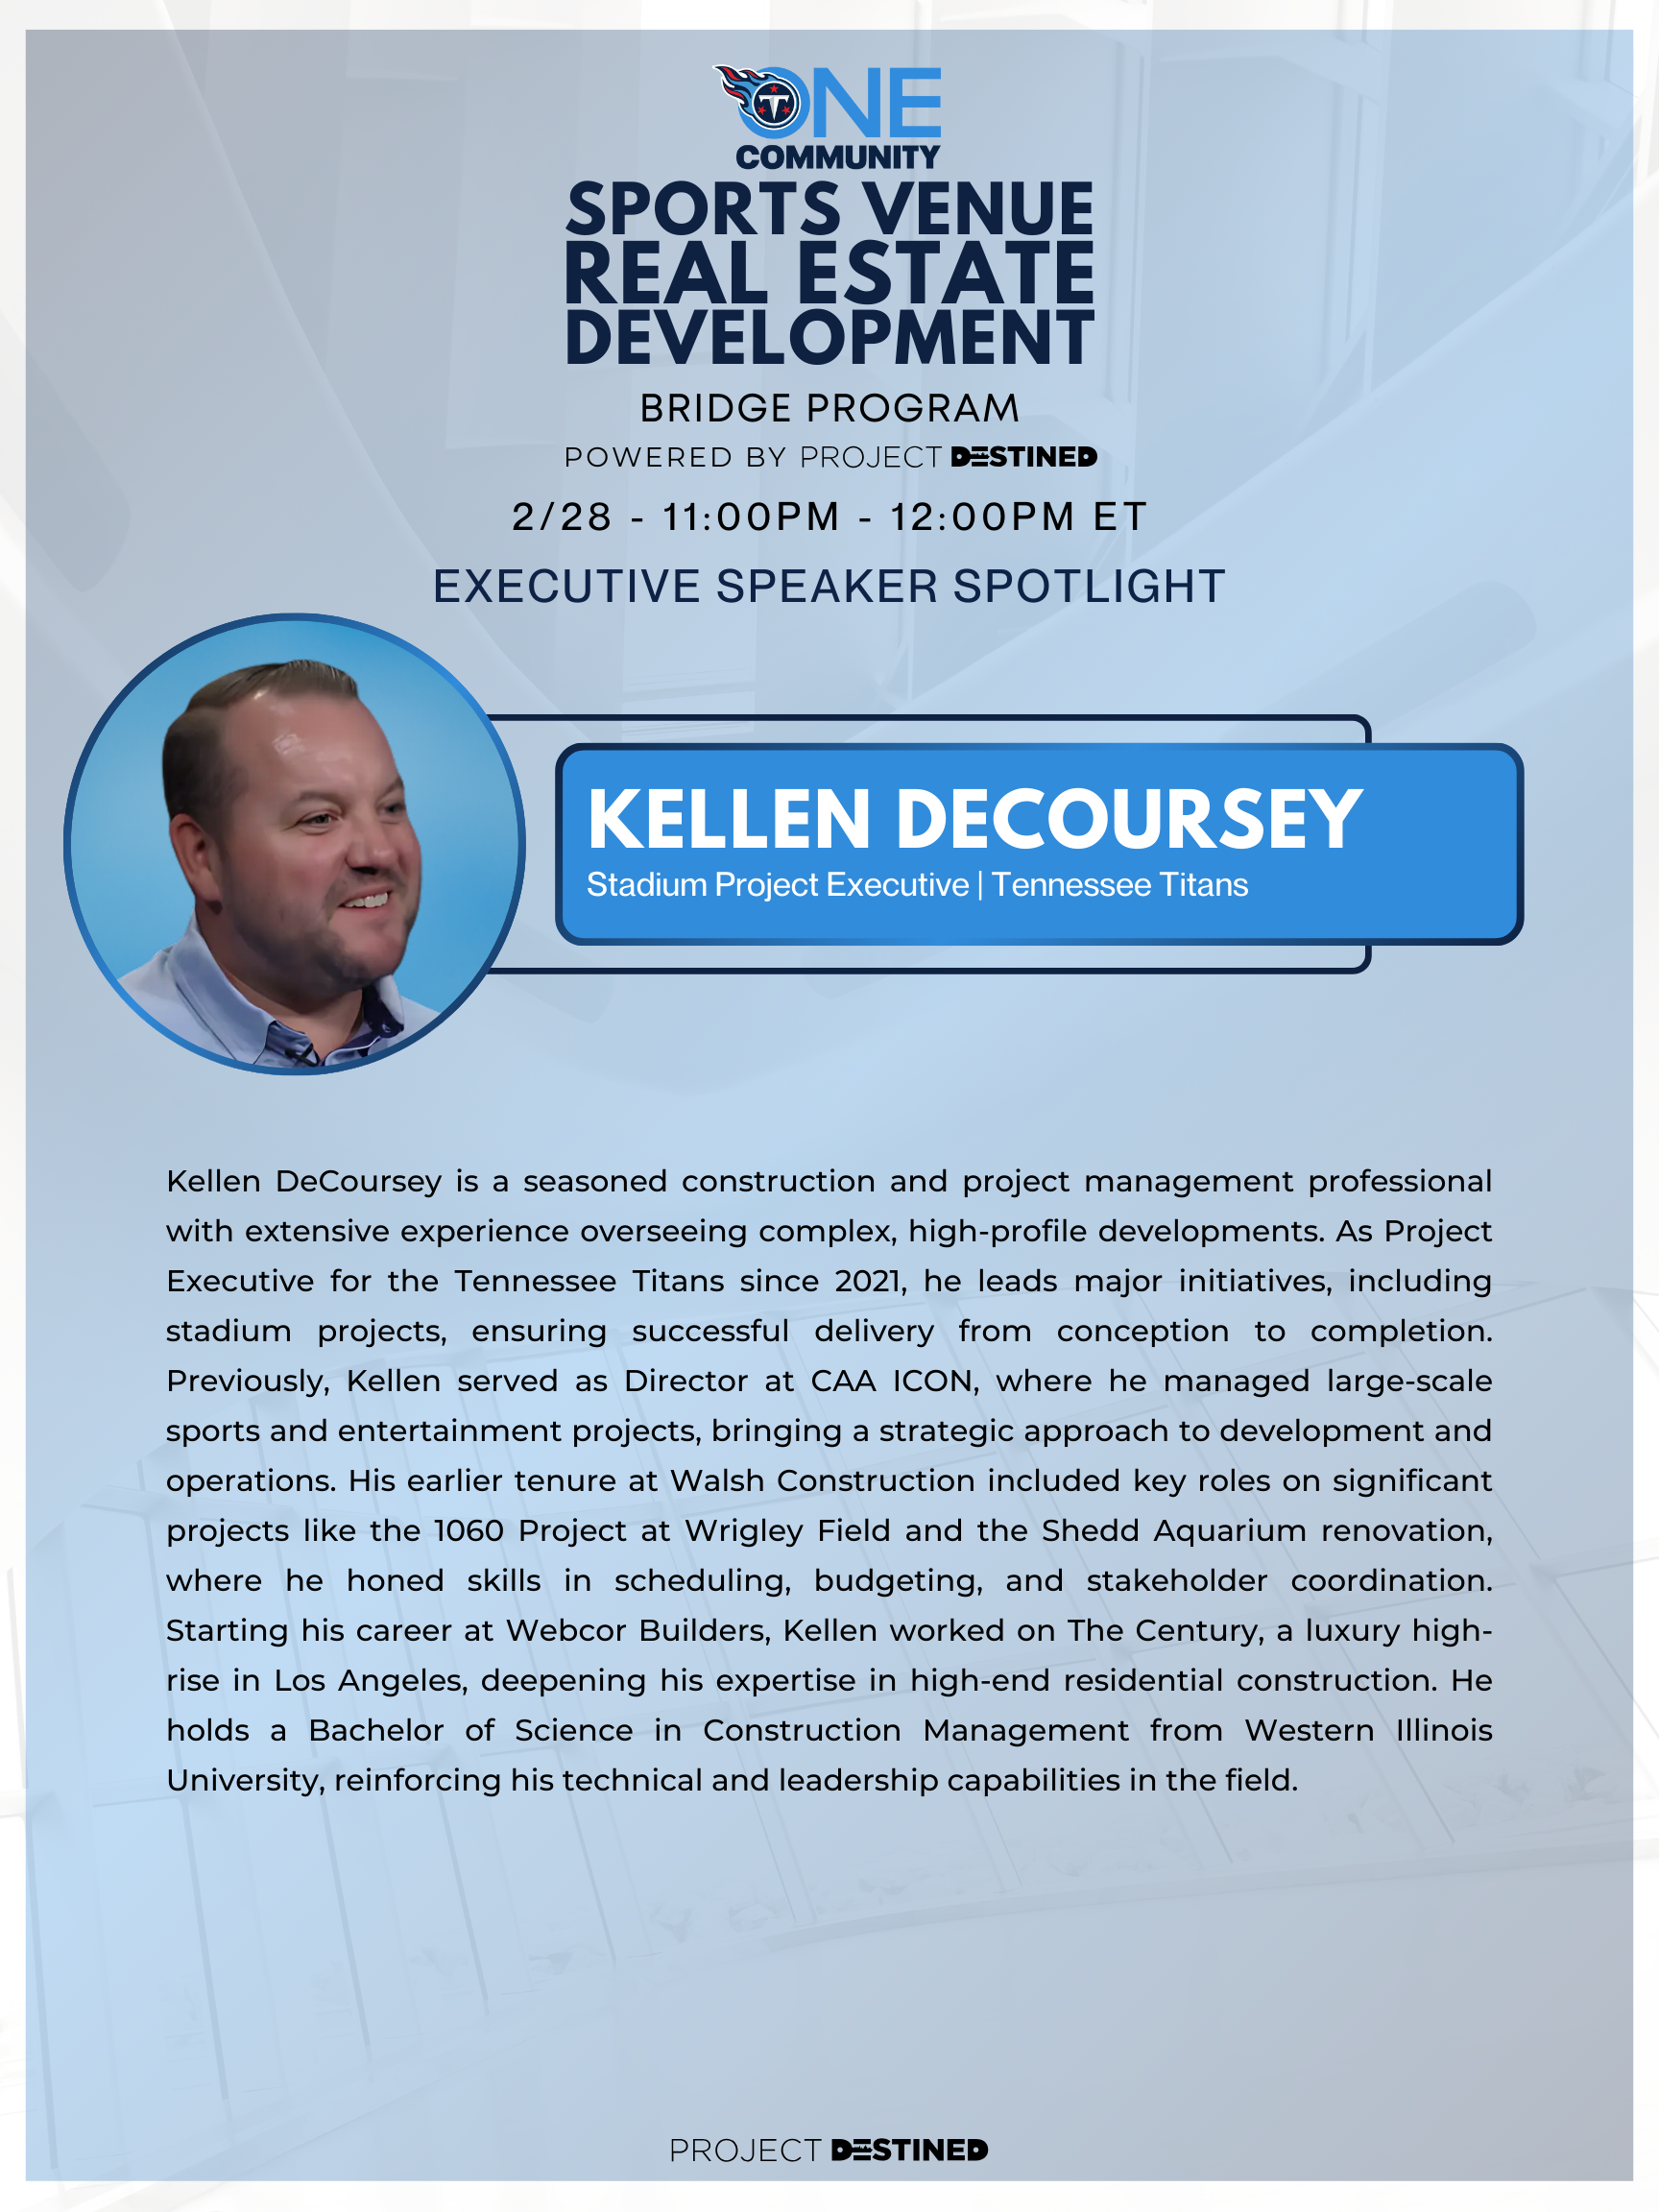 ONE
COMMUNITY
SPORTS VENUE
REAL ESTATE
DEVELOPMENT
BRIDGE PROGRAM
POWERED BY PROJECT DESTINED
2/28 - 11:00PM - 12:00PM ET
EXECUTIVE SPEAKER SPOTLIGHT
KELLEN DECOURSEY
Stadium Project Executive | Tennessee Titans
Kellen DeCoursey is a seasoned construction and project management professional
with extensive experience overseeing complex, high-profile developments. As Project
Executive for the Tennessee Titans since 2021, he leads major initiatives, including
stadium projects, ensuring successful delivery from conception to completion.
Previously, Kellen served as Director at CAA ICON, where he managed large-scale
sports and entertainment projects, bringing a strategic approach to development and
operations. His earlier tenure at Walsh Construction included key roles on significant
projects like the 1060 Project at Wrigley Field and the Shedd Aquarium renovation,
where he honed skills in scheduling, budgeting, and stakeholder coordination.
Starting his career at Webcor Builders, Kellen worked on The Century, a luxury high-
rise in Los Angeles, deepening his expertise in high-end residential construction. He
holds a Bachelor of Science in Construction Management from Western Illinois
University, reinforcing his technical and leadership capabilities in the field.
PROJECT DESTINED